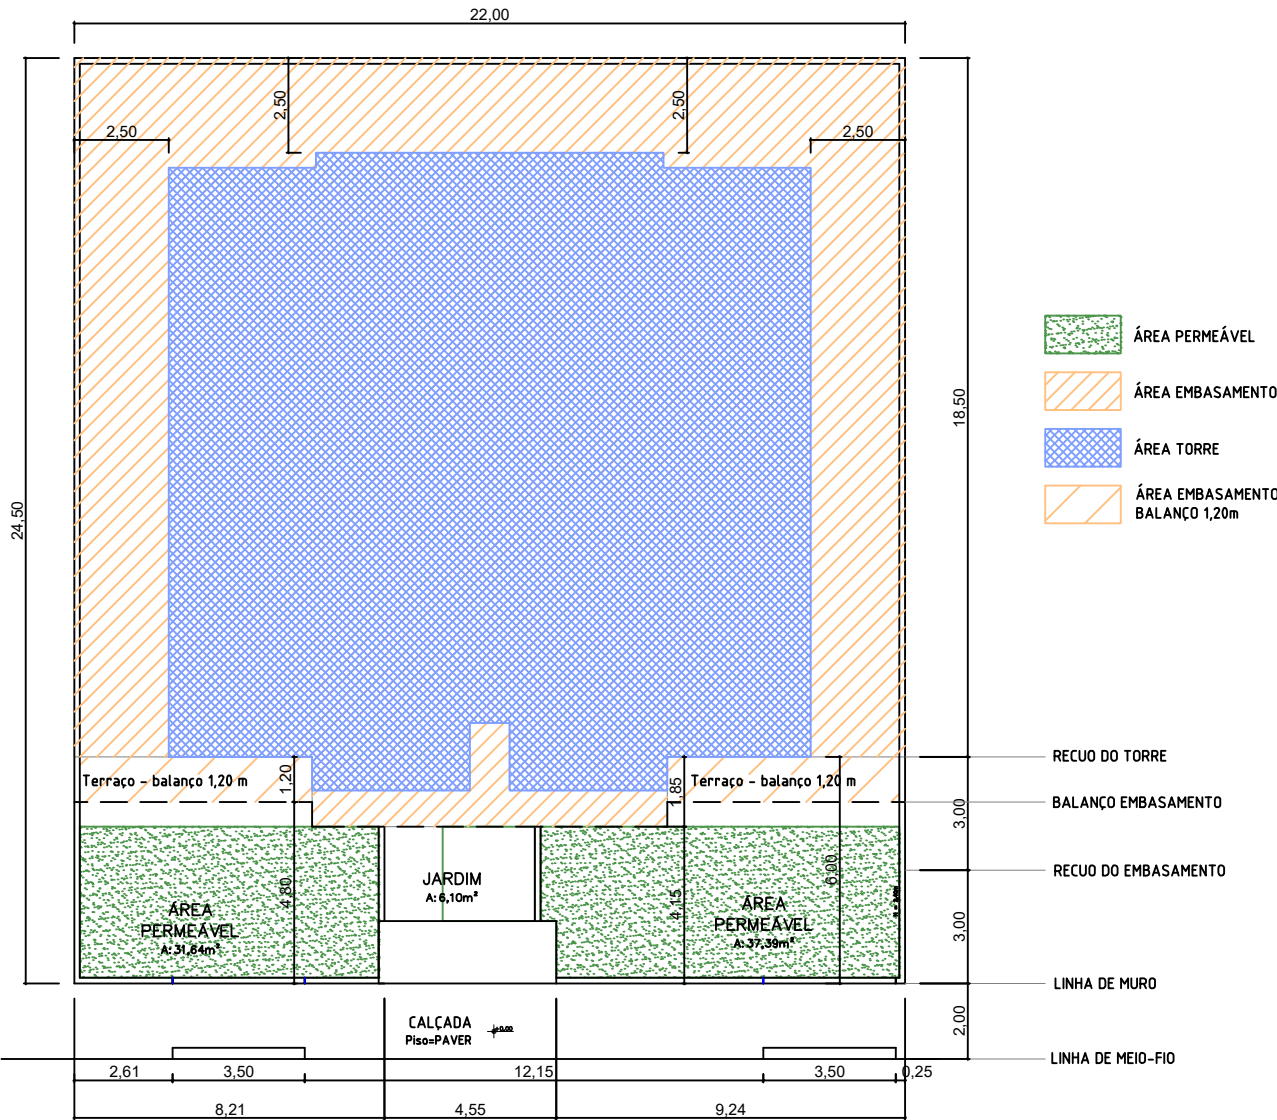 22,00
2,50
2,50
2,50
2,50
24,50
18,50
ÁREA PERMEÁVEL
ÁREA EMBASAMENTO
ÁREA TORRE
ÁREA EMBASAMENTO
BALANÇO 1,20m
Terraço - balanço 1,20 m
1,20
1,85
Terraço - balanço 1,20 m
RECUO DO TORRE
BALANÇO EMBASAMENTO
3,00
RECUO DO EMBASAMENTO
JARDIM
A: 6,10m²
4,80
4,15
6,00
ÁREA
PERMEÁVEL
A: 31,64m²
ÁREA
PERMEÁVEL
A: 37,39m²
3,00
LINHA DE MURO
CALÇADA
Piso=PAVER
2,00
LINHA DE MEIO-FIO
2,61
3,50
12,15
3,50
0,25
8,21
4,55
9,24